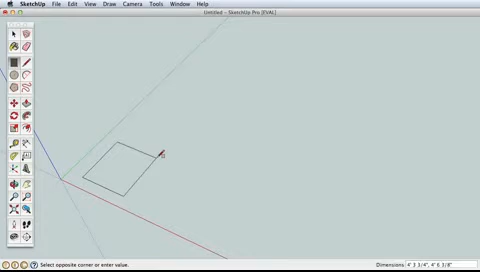 SketchUp File Edit View Draw Camera Tools Window Help
Untitled - SketchUp Pro [EVAL]
Select opposite corner or enter value.
Dimensions 4' 3 3/4", 4' 6 3/8"